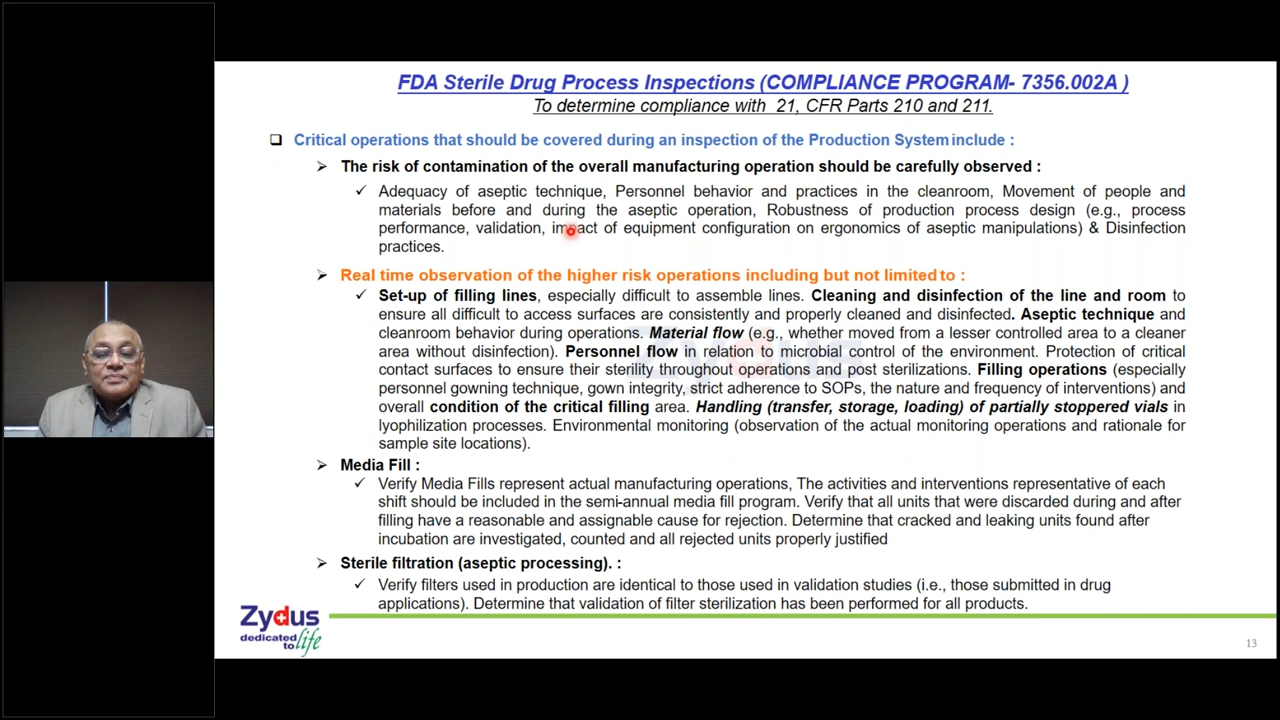 FDA Sterile Drug Process Inspections (COMPLIANCE PROGRAM- 7356.002A )
To determine compliance with 21, CFR Parts 210 and 211.
Critical operations that should be covered during an inspection of the Production System include :
The risk of contamination of the overall manufacturing operation should be carefully observed :
Adequacy of aseptic technique, Personnel behavior and practices in the cleanroom, Movement of people and
materials before and during the aseptic operation, Robustness of production process design (e.g., process
performance, validation, impact of equipment configuration on ergonomics of aseptic manipulations) & Disinfection
practices.
Real time observation of the higher risk operations including but not limited to :
Set-up of filling lines, especially difficult to assemble lines. Cleaning and disinfection of the line and room to
ensure all difficult to access surfaces are consistently and properly cleaned and disinfected. Aseptic technique and
cleanroom behavior during operations. Material flow (e.g., whether moved from a lesser controlled area to a cleaner
area without disinfection). Personnel flow in relation to microbial control of the environment. Protection of critical
contact surfaces to ensure their sterility throughout operations and post sterilizations. Filling operations (especially
personnel gowning technique, gown integrity, strict adherence to SOPs, the nature and frequency of interventions) and
overall condition of the critical filling area. Handling (transfer, storage, loading) of partially stoppered vials in
lyophilization processes. Environmental monitoring (observation of the actual monitoring operations and rationale for
sample site locations).
Media Fill :
Verify Media Fills represent actual manufacturing operations, The activities and interventions representative of each
shift should be included in the semi-annual media fill program. Verify that all units that were discarded during and after
filling have a reasonable and assignable cause for rejection. Determine that cracked and leaking units found after
incubation are investigated, counted and all rejected units properly justified
Sterile filtration (aseptic processing). :
Verify filters used in production are identical to those used in validation studies (i.e., those submitted in drug
applications). Determine that validation of filter sterilization has been performed for all products.
Zydus
dedicated
to life
13